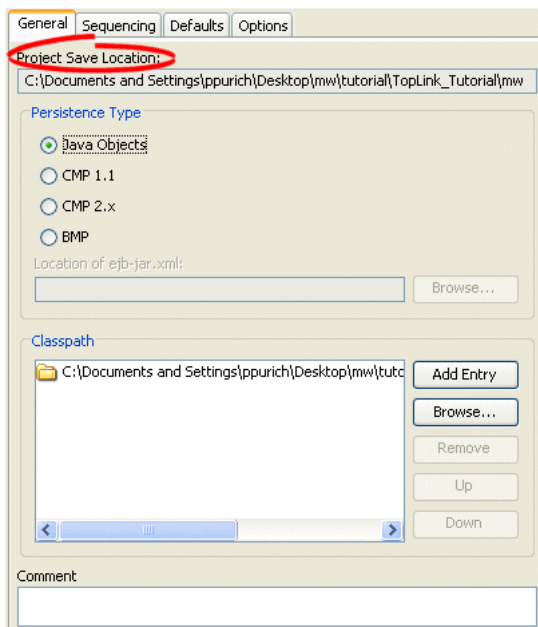 General Sequencing Defaults Options
Project Save Location:
C:\Documents and Settings\ppurich\Desktop\mw\tutorial\TopLink_Tutorial\mw
Persistence Type
Java Objects
CMP 1.1
CMP 2.x
BMP
Location of ejb-jar.xml:
Browse...
Classpath
C:\Documents and Settings\ppurich\Desktop\mw\tuto
Add Entry
Browse...
Remove
Up
Down
Comment